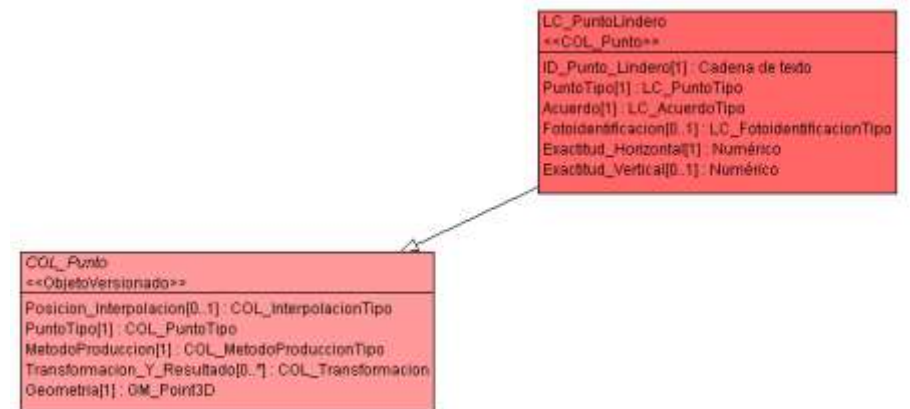 LC_PuntoLindero
<<COL_Punto>>
ID_Punto_Lindero[1] : Cadena de texto
PuntoTipo[1] : LC_PuntoTipo
Acuerdo[1] : LC_AcuerdoTipo
Fotoidentificacion[0..1] : LC_FotoidentificacionTipo
Exactitud_Horizontal[1] : Numérico
Exactitud_Vertical[0..1] : Numérico
COL_Punto
<<ObjetoVersionado>>
Posicion_Interpolacion[0..1] : COL_InterpolacionTipo
PuntoTipo[1] : COL_PuntoTipo
MetodoProduccion[1] : COL_MetodoProduccionTipo
Transformacion_Y_Resultado[0..*] : COL_Transformacion
Geometria[1] : GM_Point3D